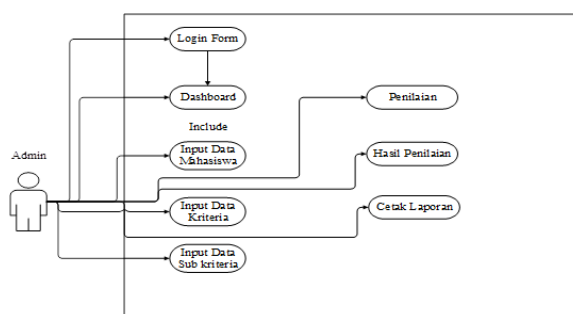 Login Form
Dashboard
Include
Input Data
Mahasiswa
Input Data
Kriteria
Input Data
Sub kriteria
Penilaian
Hasil Penilaian
Cetak Laporan
Admin